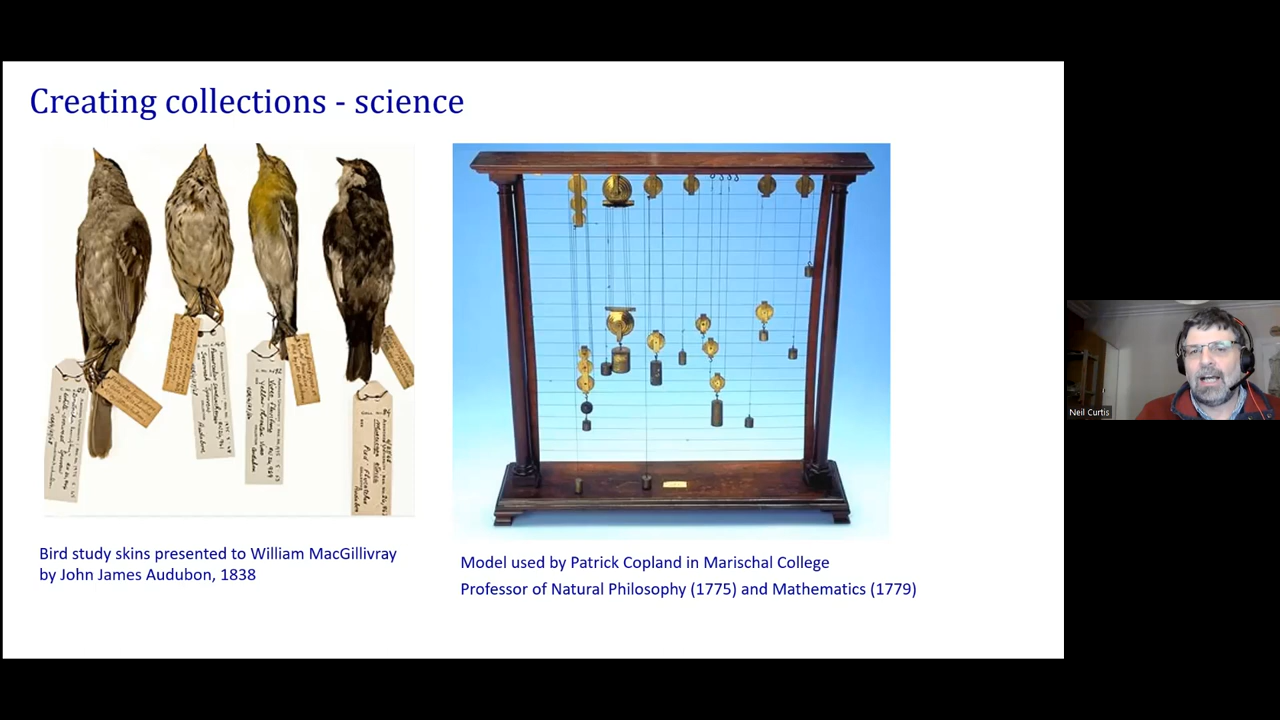 Creating collections - science
Bird study skins presented to William MacGillivray
by John James Audubon, 1838
Model used by Patrick Copland in Marischal College
Professor of Natural Philosophy (1775) and Mathematics (1779)
Neil Curtis